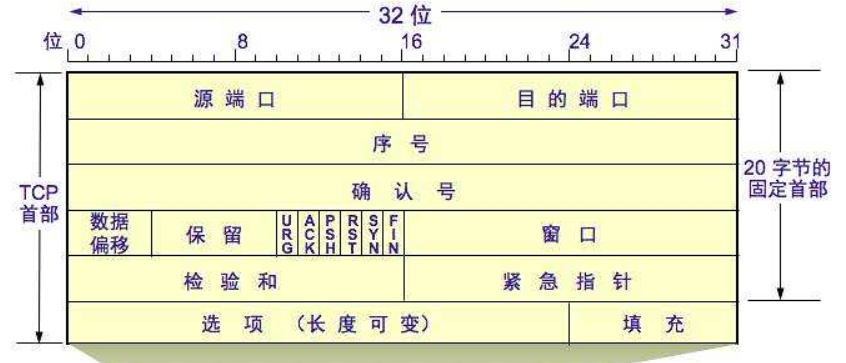 32 位
位 0 8 16 24 31
源 端 口 目 的 端 口
序 号
确 认 号
TCP
首部
20 字节的
固定首部
数据
偏移
保 留
URG
ACK
PSH
RST
SYN
FIN
窗 口
检 验 和 紧 急 指 针
选 项 （长 度 可 变） 填 充